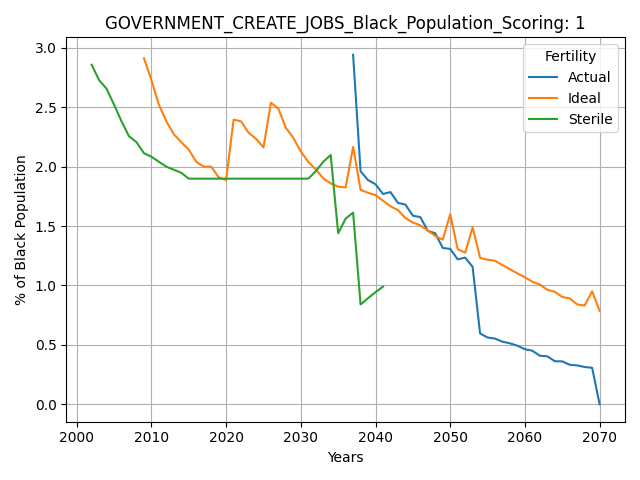 GOVERNMENT_CREATE_JOBS_Black_Population_Scoring: 1
Fertility
Actual
Ideal
Sterile
% of Black Population
3.0
2.5
2.0
1.5
1.0
0.5
0.0
2000 2010 2020 2030 2040 2050 2060 2070
Years